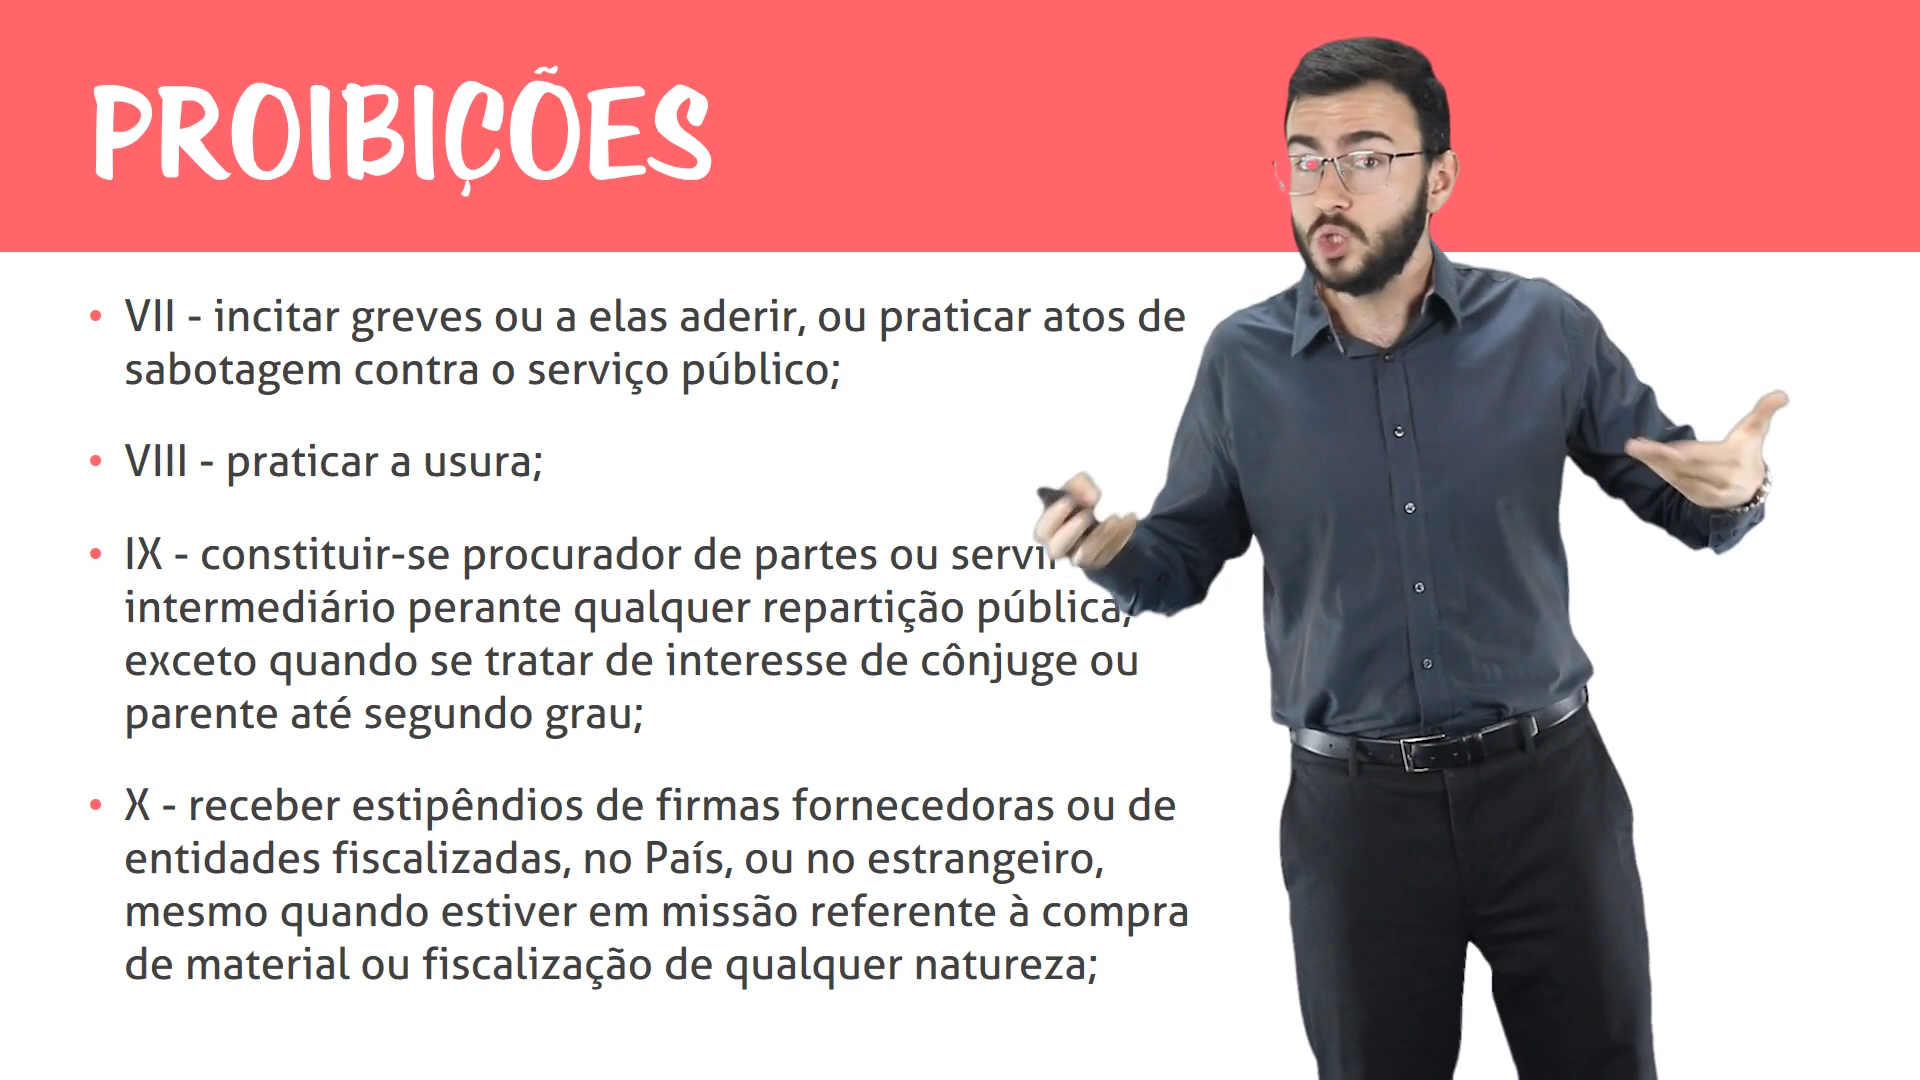 PROIBIÇÕES
• VII - incitar greves ou a elas aderir, ou praticar atos de
sabotagem contra o serviço público;
• VIII - praticar a usura;
• IX - constituir-se procurador de partes ou servir
intermediário perante qualquer repartição pública,
exceto quando se tratar de interesse de cônjuge ou
parente até segundo grau;
• X - receber estipêndios de firmas fornecedoras ou de
entidades fiscalizadas, no País, ou no estrangeiro,
mesmo quando estiver em missão referente à compra
de material ou fiscalização de qualquer natureza;